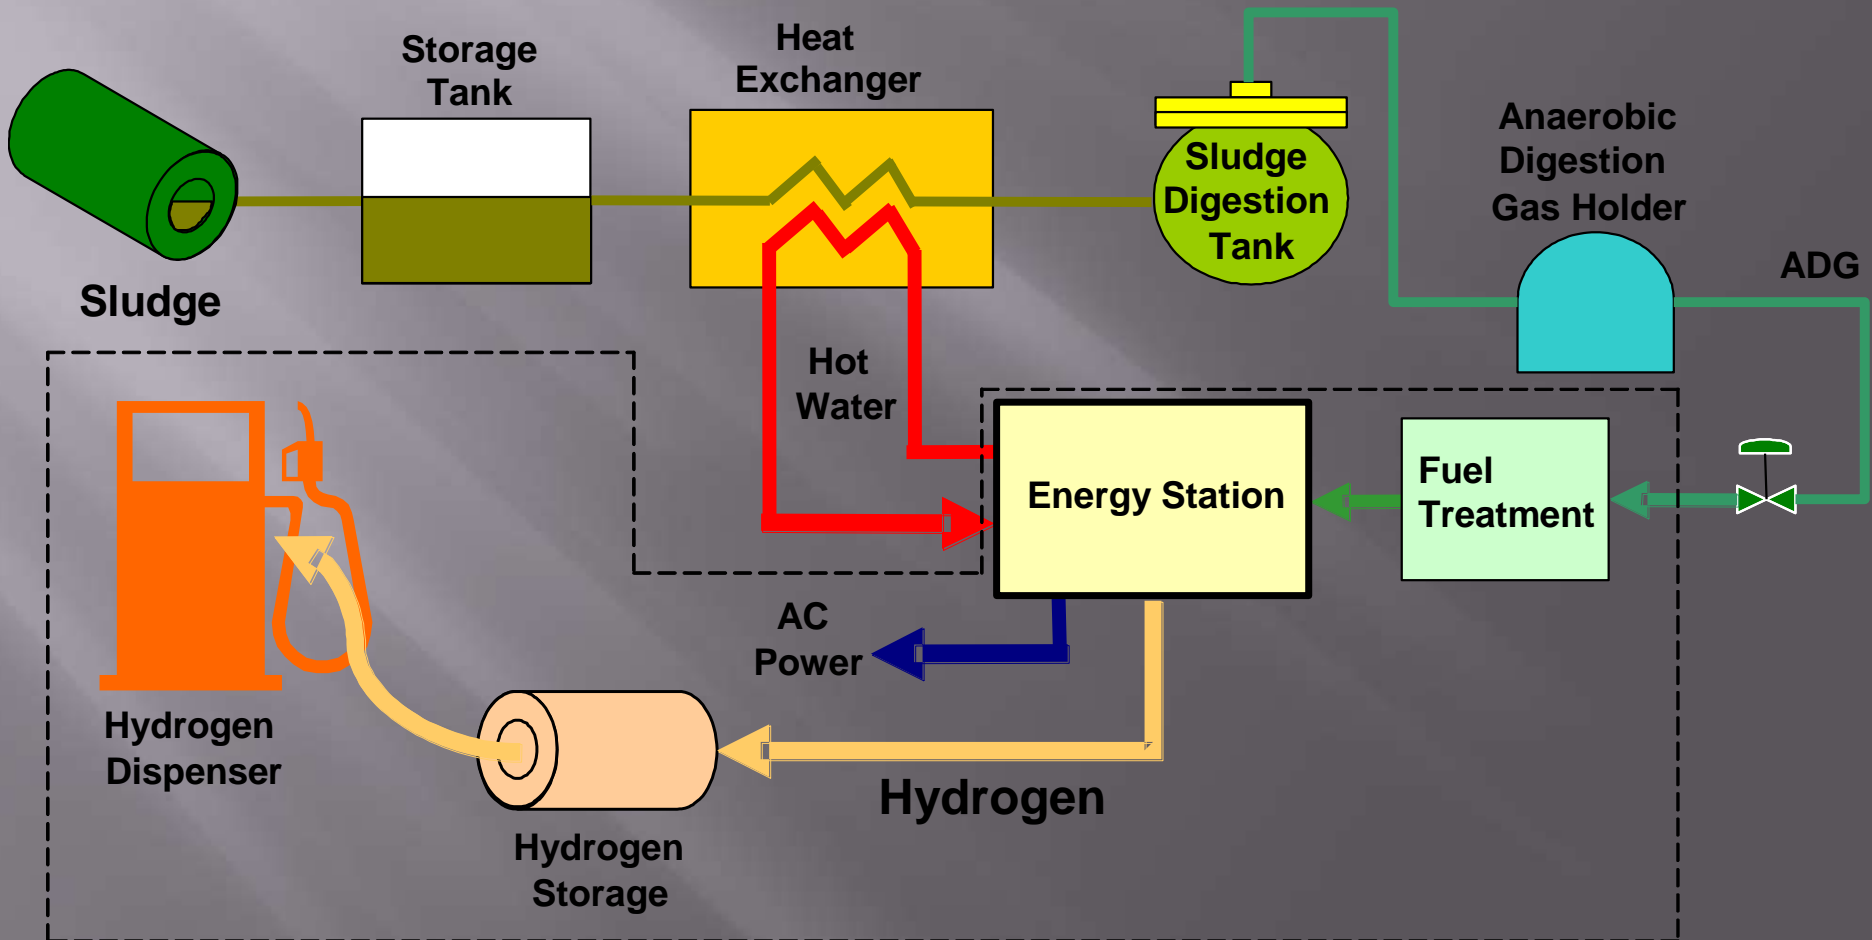 Storage
Tank
Heat
Exchanger
Sludge
Digestion
Tank
Anaerobic
Digestion
Gas Holder
ADG
Sludge
Hot
Water
Energy Station
Fuel
Treatment
AC
Power
Hydrogen
Dispenser
Hydrogen
Hydrogen
Storage